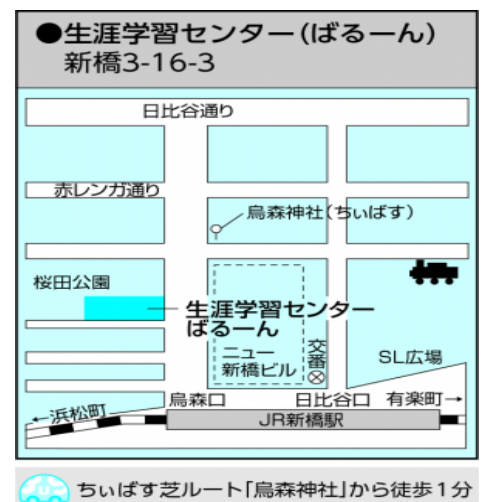 ●生涯学習センター(ばるーん)
新橋3-16-3
日比谷通り
赤レンガ通り
烏森神社(ちぃばす)
桜田公園
生涯学習センター
ばるーん
ニュー
新橋ビル
交番
SL広場
烏森口
日比谷口
有楽町→
←浜松町
JR新橋駅
ちぃばす芝ルート「烏森神社」から徒歩1分